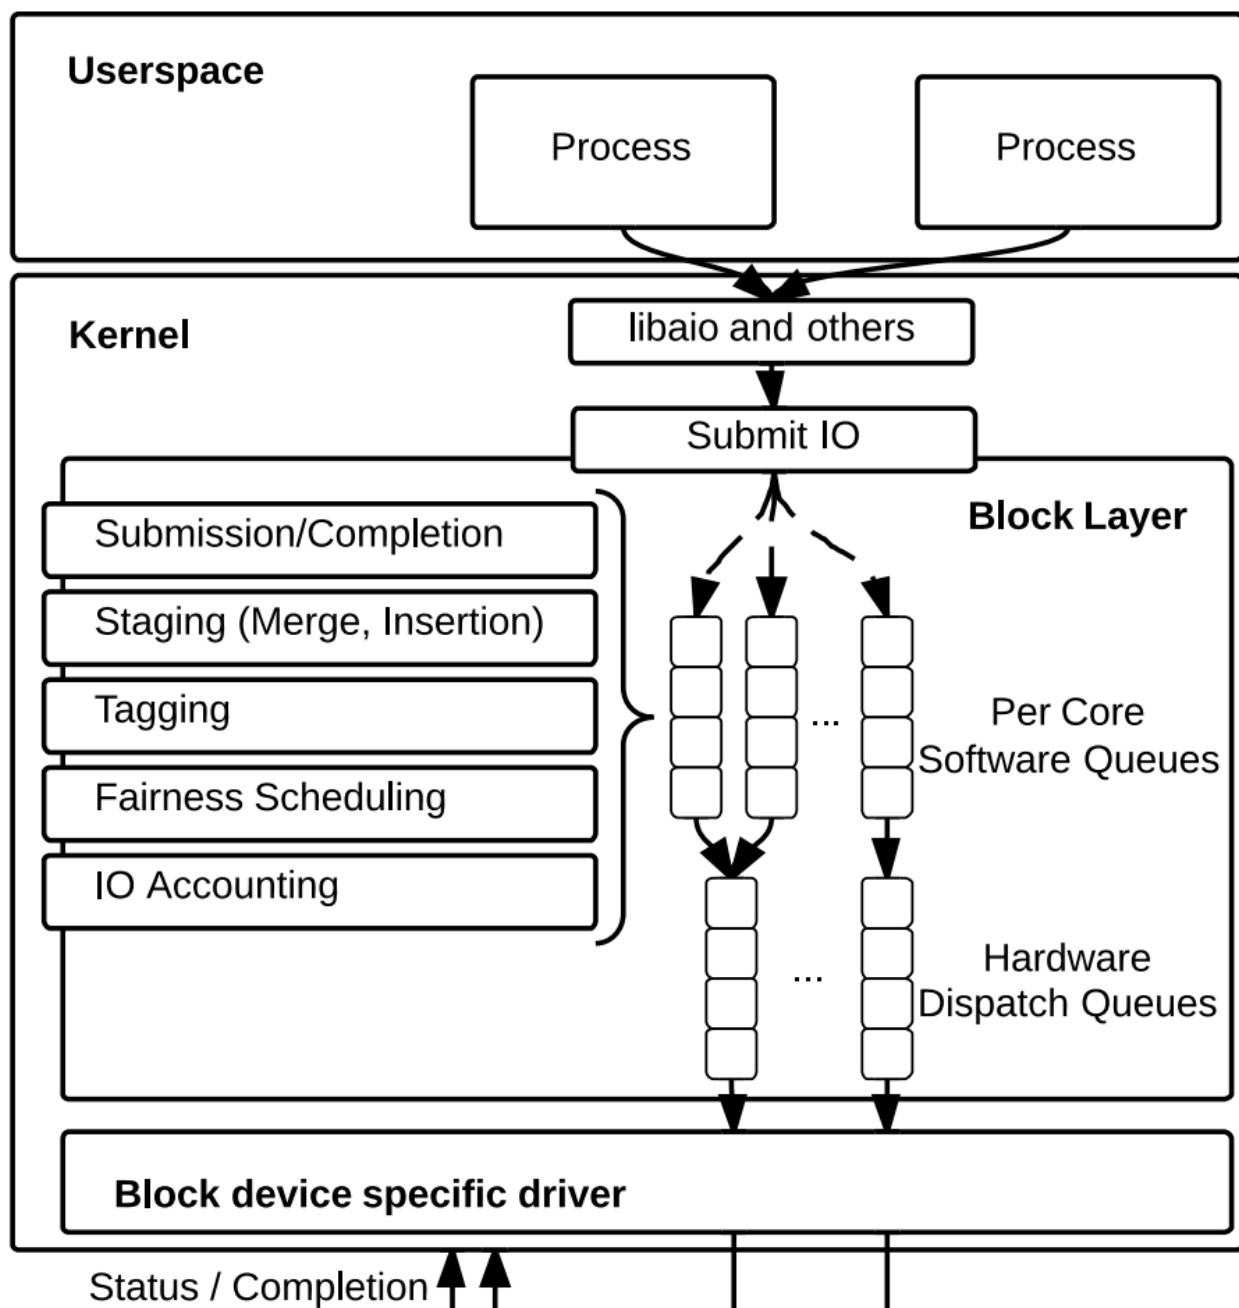 Userspace
Process
Process
Kernel
libaio and others
Submit IO
Block Layer
Submission/Completion
Staging (Merge, Insertion)
Tagging
Fairness Scheduling
IO Accounting
...
Per Core
Software Queues
...
Hardware
Dispatch Queues
Block device specific driver
Status / Completion